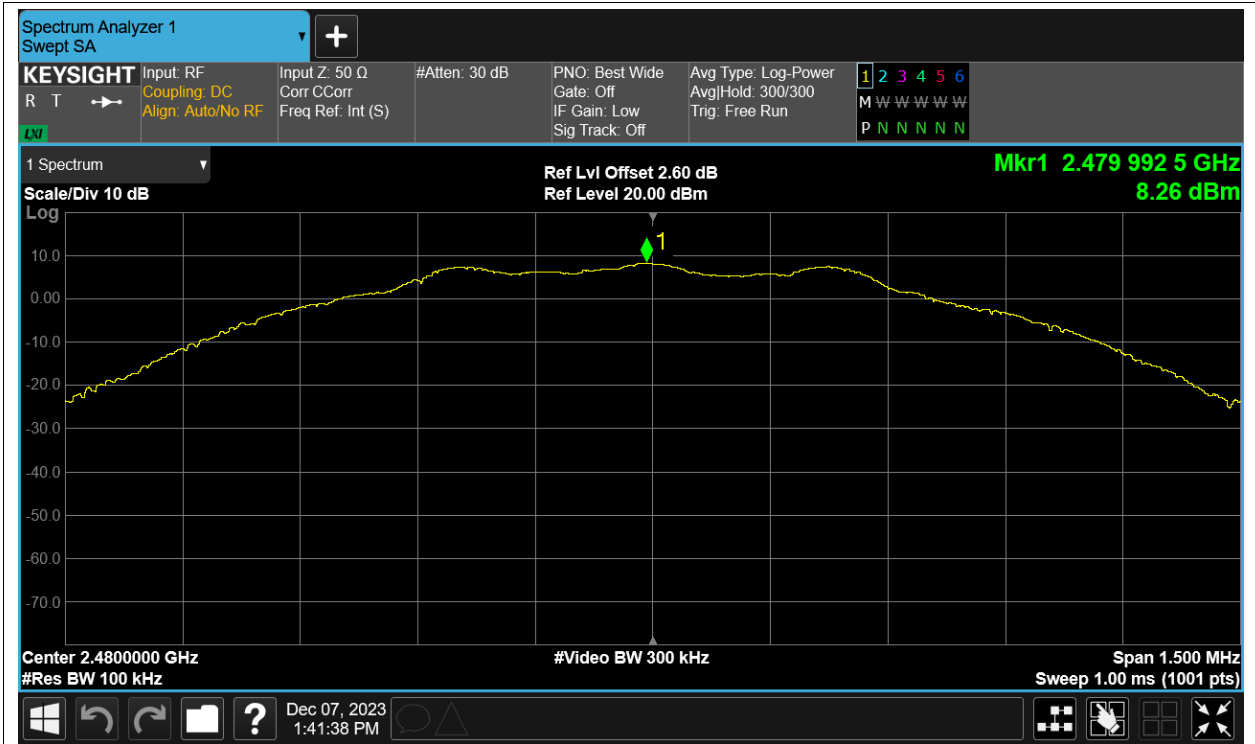 Spectrum Analyzer 1
Swept SA
KEYSIGHT
R T
LXI
Input: RF
Coupling: DC
Align: Auto/No RF
Input Z: 50 Ω
Corr CCorr
Freq Ref: Int (S)
#Atten: 30 dB
PNO: Best Wide
Gate: Off
IF Gain: Low
Sig Track: Off
Avg Type: Log-Power
Avg|Hold: 300/300
Trig: Free Run
1 2 3 4 5 6
M W W W W W
P N N N N N
1 Spectrum
Scale/Div 10 dB
Log
Ref Lvl Offset 2.60 dB
Ref Level 20.00 dBm
Mkr1 2.479 992 5 GHz
8.26 dBm
1
10.0
0.00
-10.0
-20.0
-30.0
-40.0
-50.0
-60.0
-70.0
Center 2.4800000 GHz
#Video BW 300 kHz
Span 1.500 MHz
#Res BW 100 kHz
Sweep 1.00 ms (1001 pts)
?
Dec 07, 2023
1:41:38 PM